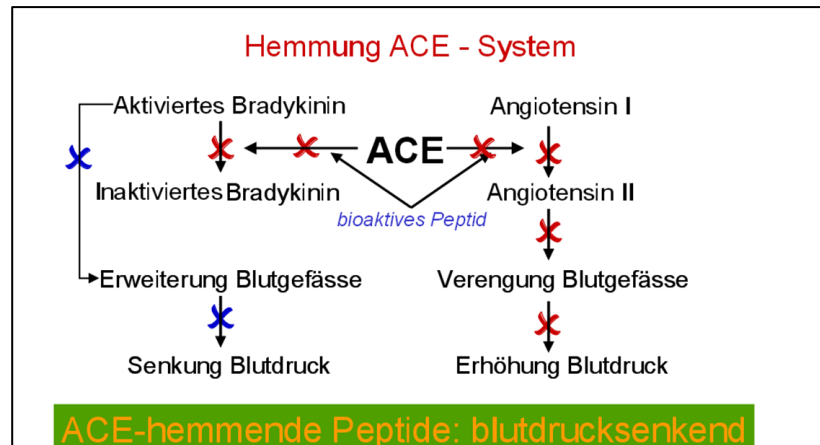 Hemmung ACE - System
Aktiviertes Bradykinin
Angiotensin I
ACE
Inaktiviertes Bradykinin
Angiotensin II
bioaktives Peptid
Erweiterung Blutgefässe
Verengung Blutgefässe
Senkung Blutdruck
Erhöhung Blutdruck
ACE-hemmende Peptide: blutdrucksenkend